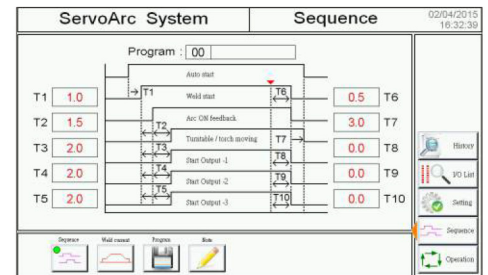 ServoArc System
Sequence
02/04/2015
16:32:39
Program : 00
Auto start
T1 1.0
T1
Weld start
T6
0.5 T6
T2 1.5
T2
Arc ON feedback
3.0 T7
T3 2.0
T3
Turntable / torch moving
T7
0.0 T8
T4 2.0
T4
Start Output -1
T8
0.0 T9
T5 2.0
T5
Start Output -2
T9
0.0 T10
Start Output -3
T10
History
I/O List
Setting
Sequence
Operation
Sequence
Weld current
Program
Note